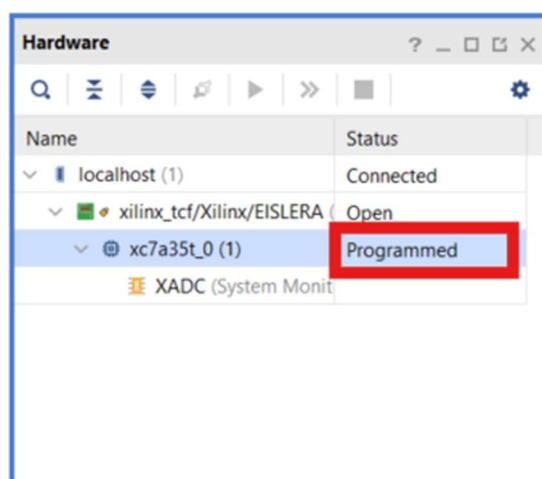 Hardware
Name Status
localhost (1) Connected
xilinx_tcf/Xilinx/EISLERA ( Open
xc7a35t_0 (1) Programmed
XADC (System Monit